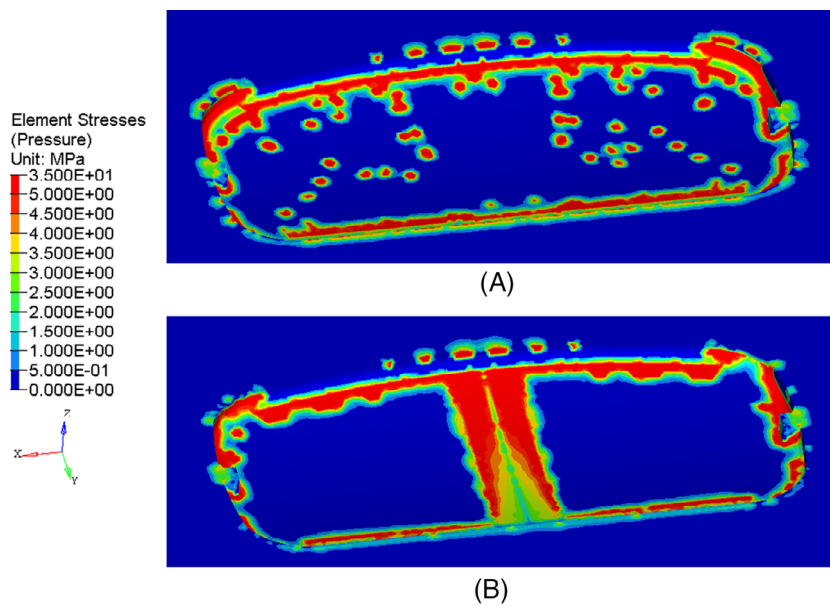 Element Stresses
(Pressure)
Unit: MPa
3.500E+01
5.000E+00
4.500E+00
4.000E+00
3.500E+00
3.000E+00
2.500E+00
2.000E+00
1.500E+00
1.000E+00
5.000E-01
0.000E+00
Z
X
Y
(A)
(B)